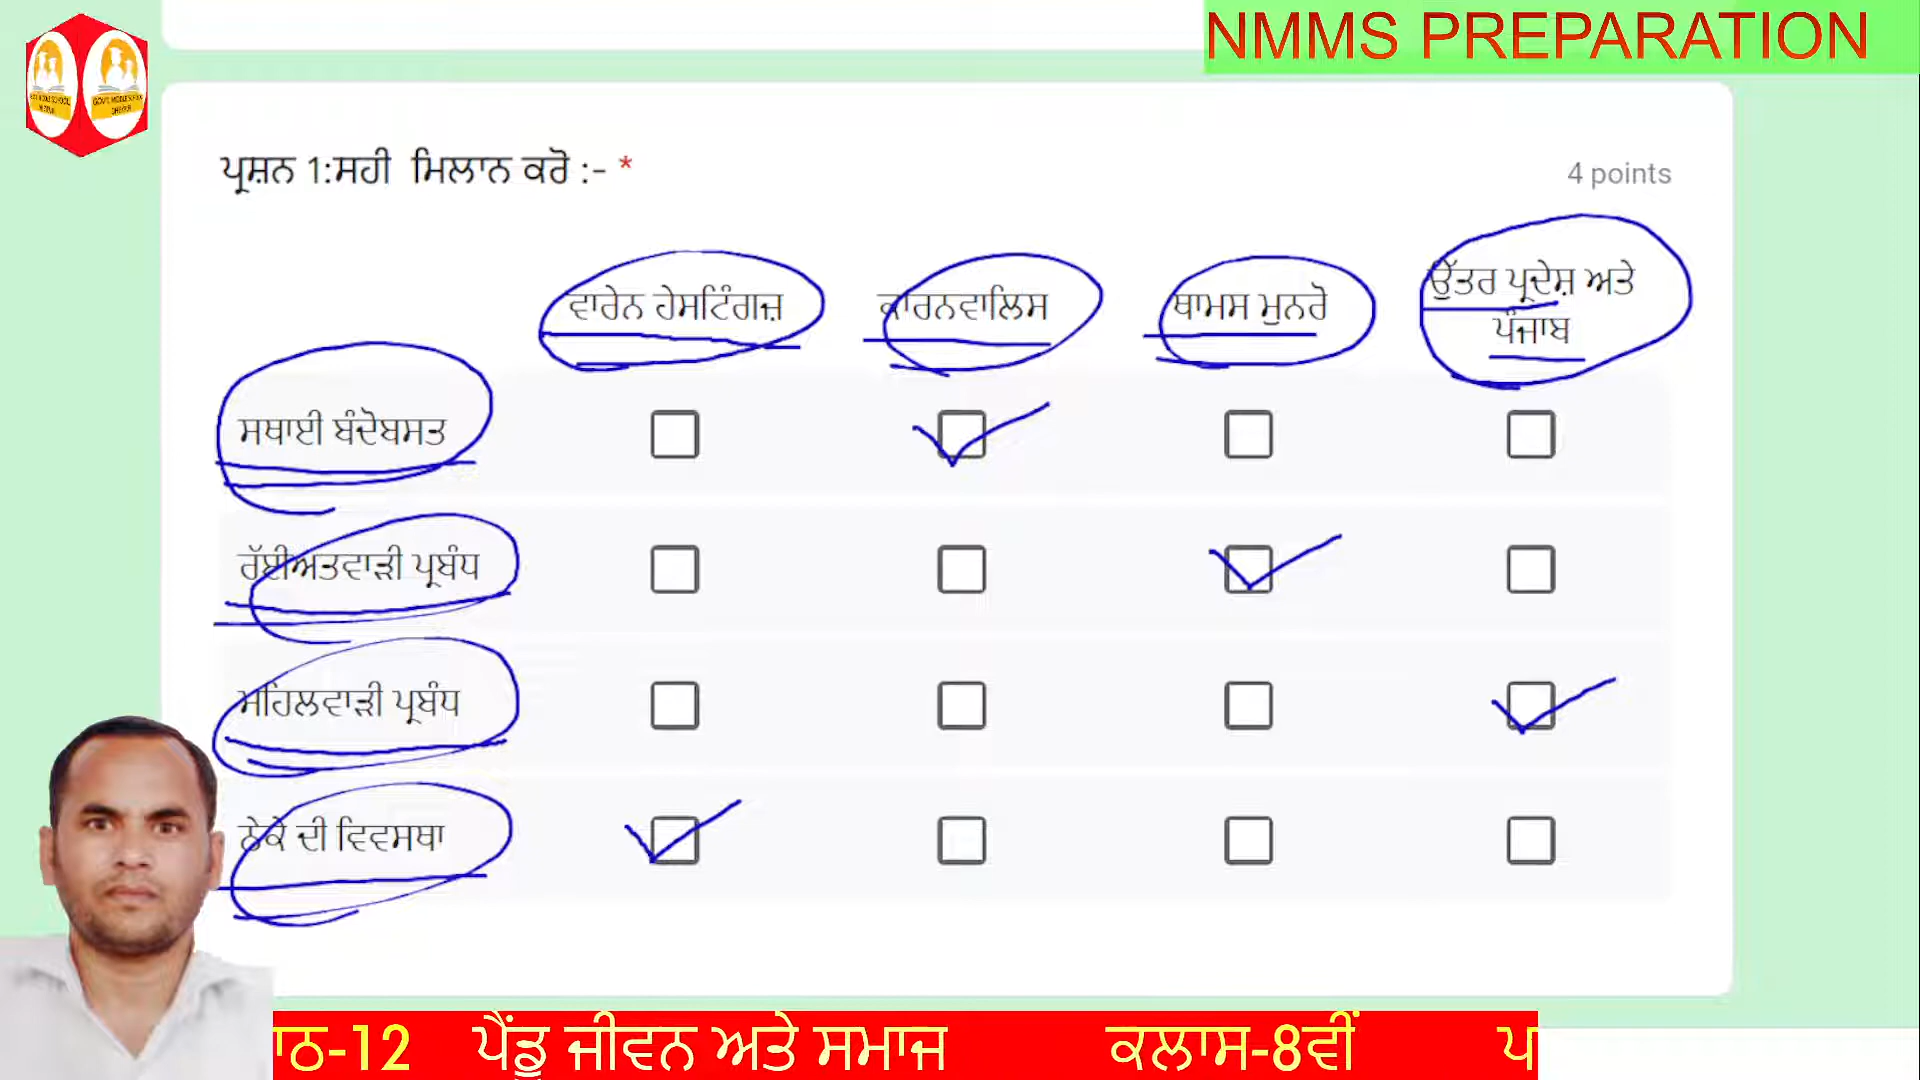 NMMS PREPARATION
ਪ੍ਰਸ਼ਨ 1:ਸਹੀ ਮਿਲਾਨ ਕਰੋ :- *
4 points
ਵਾਰੇਨ ਹੇਸਟਿੰਗਜ਼ ਕਾਰਨਵਾਲਿਸ ਥਾਮਸ ਮੁਨਰੋ ਉੱਤਰ ਪ੍ਰਦੇਸ਼ ਅਤੇ
ਪੰਜਾਬ
ਸਥਾਈ ਬੰਦੋਬਸਤ
ਰੱਈਅਤਵਾੜੀ ਪ੍ਰਬੰਧ
ਮਹਿਲਵਾੜੀ ਪ੍ਰਬੰਧ
ਠੇਕੇ ਦੀ ਵਿਵਸਥਾ
ਾਠ-12 ਪੇਂਡੂ ਜੀਵਨ ਅਤੇ ਸਮਾਜ ਕਲਾਸ-8ਵੀਂ ਪ